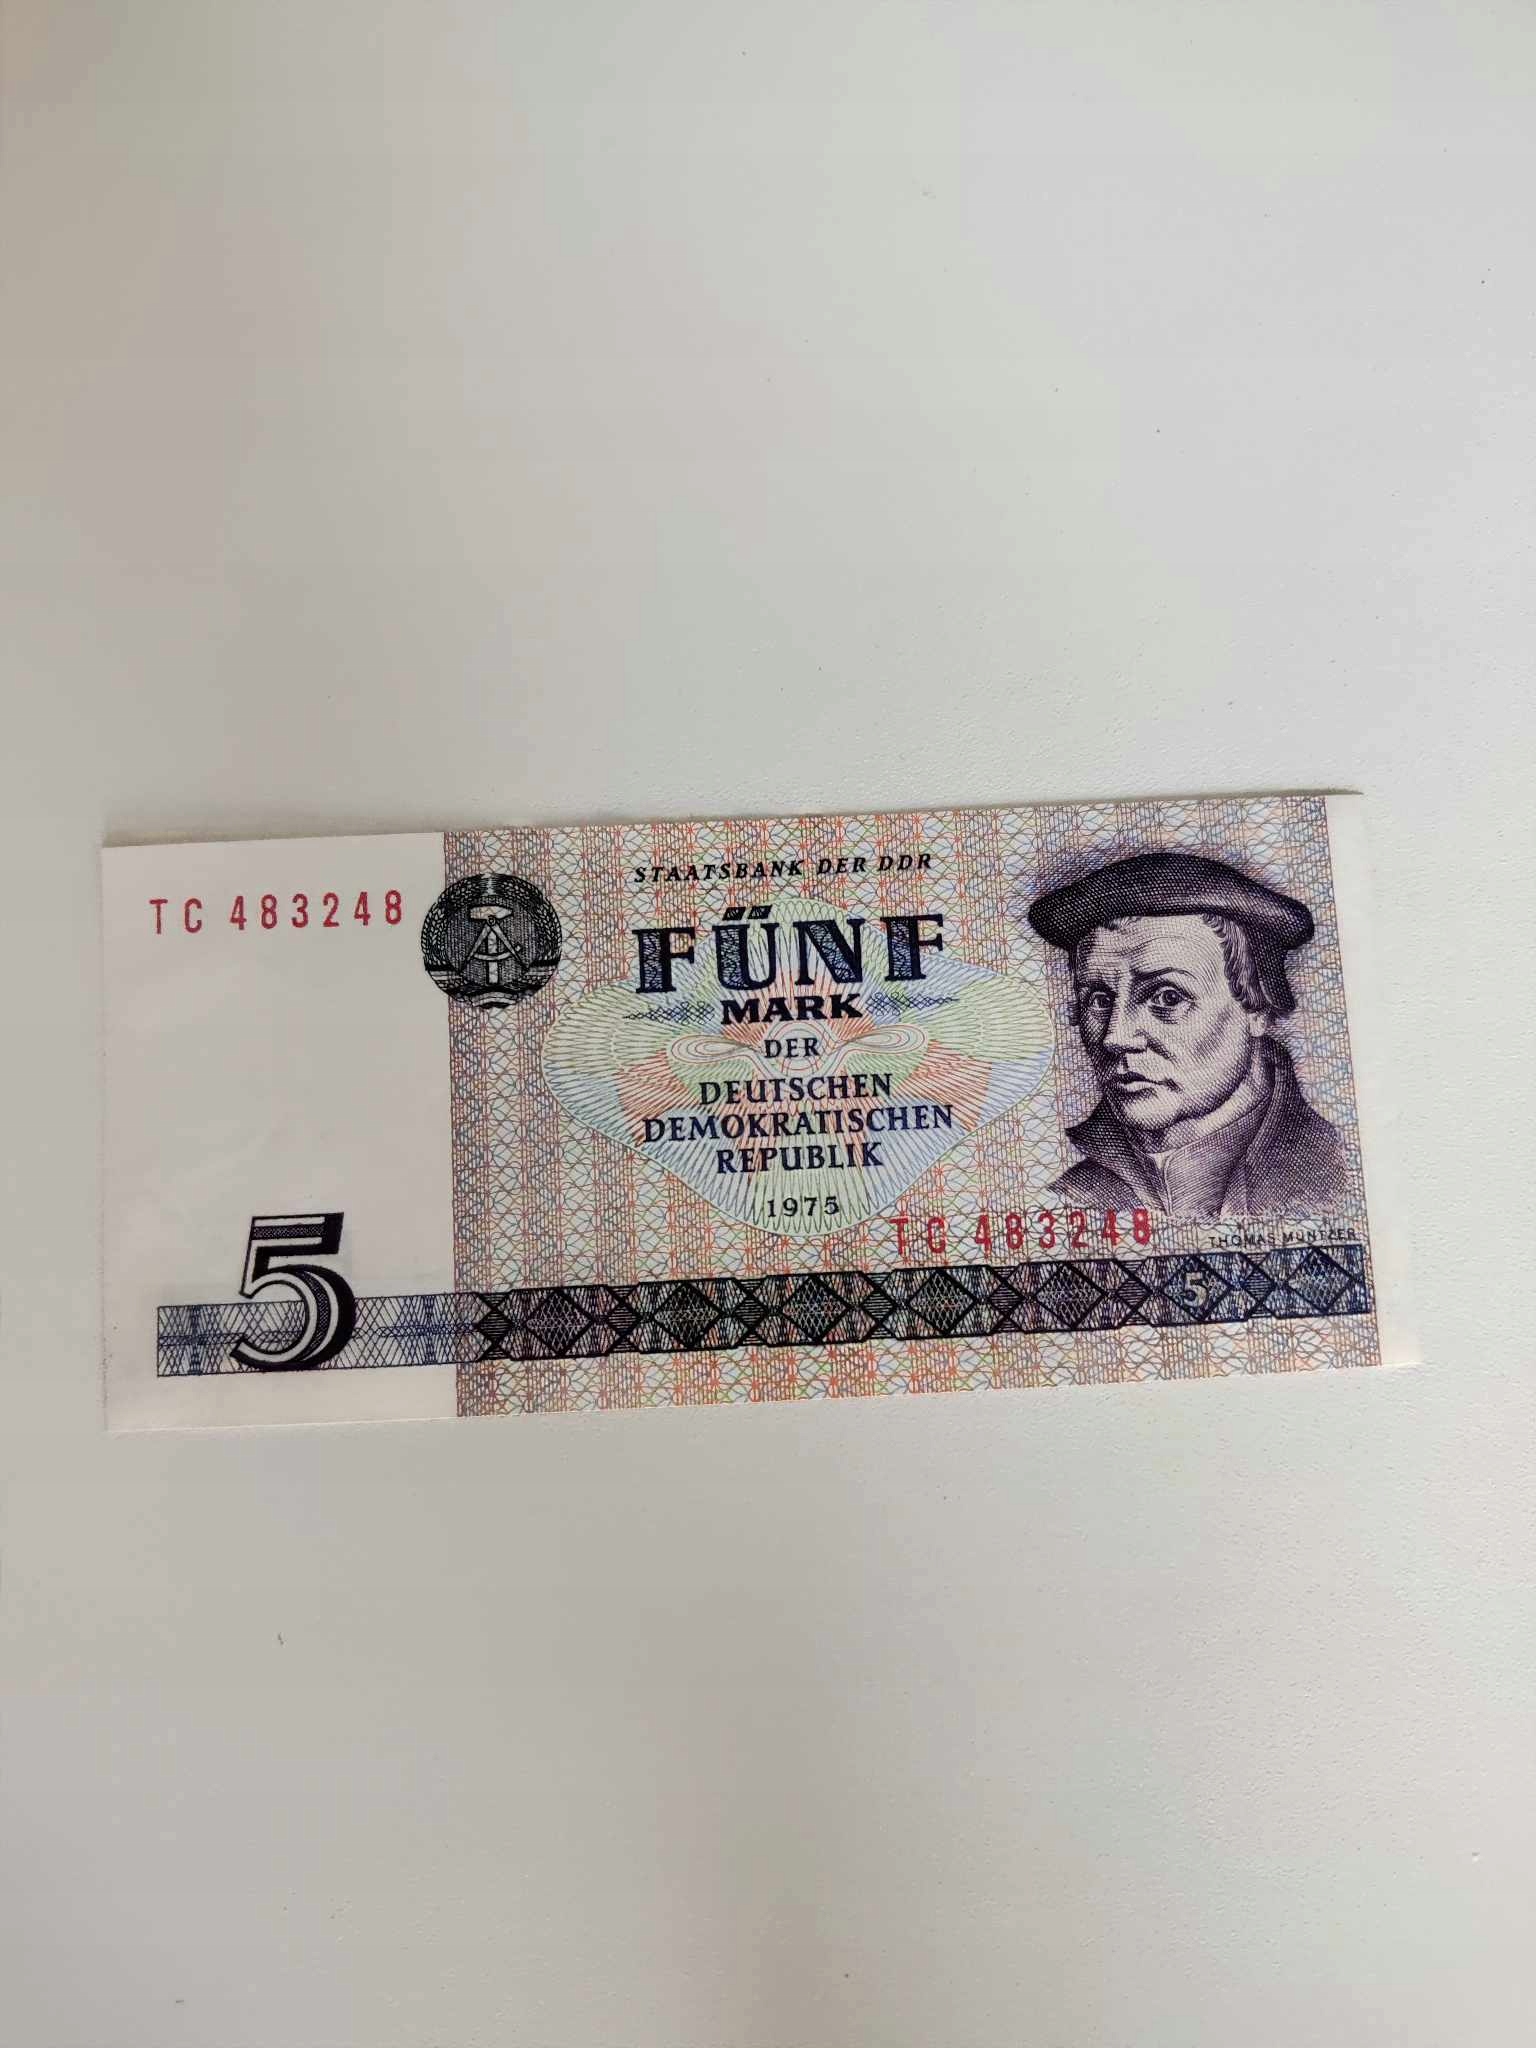 TC 483248
STAATSBANK DER DDR
FÜNF
MARK
DER
DEUTSCHEN
DEMOKRATISCHEN
REPUBLIK
1975
TC 483248
THOMAS MÜNTZER
5
5